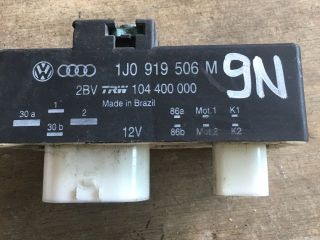 1J0 919 506 M
9N
2BV TRW 104 400 000
Made in Brazil
1
30 a
2
30 b
12V
86a Mot.1 K1
86b Mot.2 K2